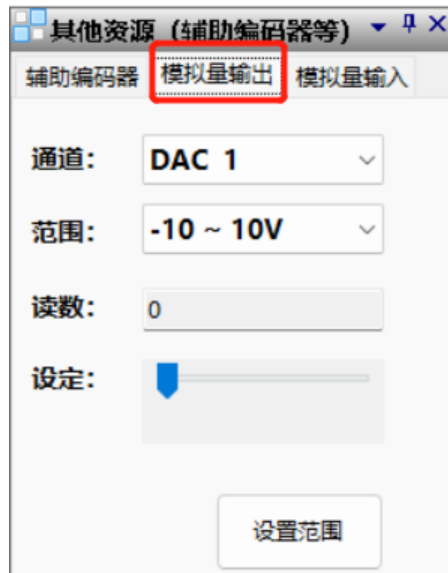 其他资源（辅助编码器等）
辅助编码器 模拟量输出 模拟量输入
通道： DAC 1
范围： -10 ~ 10V
读数： 0
设定：
设置范围